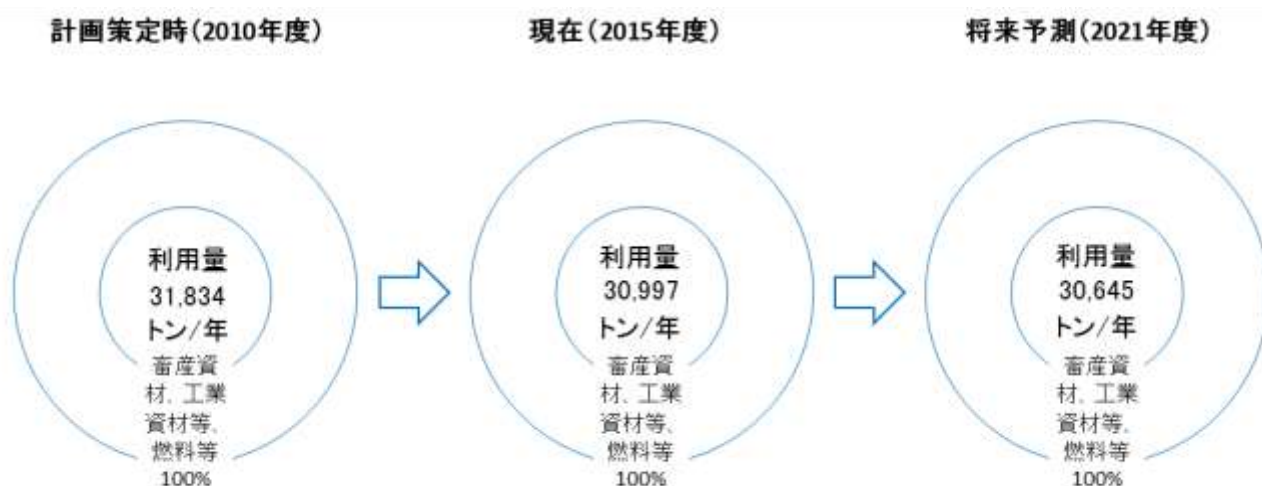 計画策定時(2010年度)
現在(2015年度)
将来予測(2021年度)
利用量
31,834
トン/年
畜産資
材、工業
資材等、
燃料等
100%
利用量
30,997
トン/年
畜産資
材、工業
資材等、
燃料等
100%
利用量
30,645
トン/年
畜産資
材、工業
資材等、
燃料等
100%